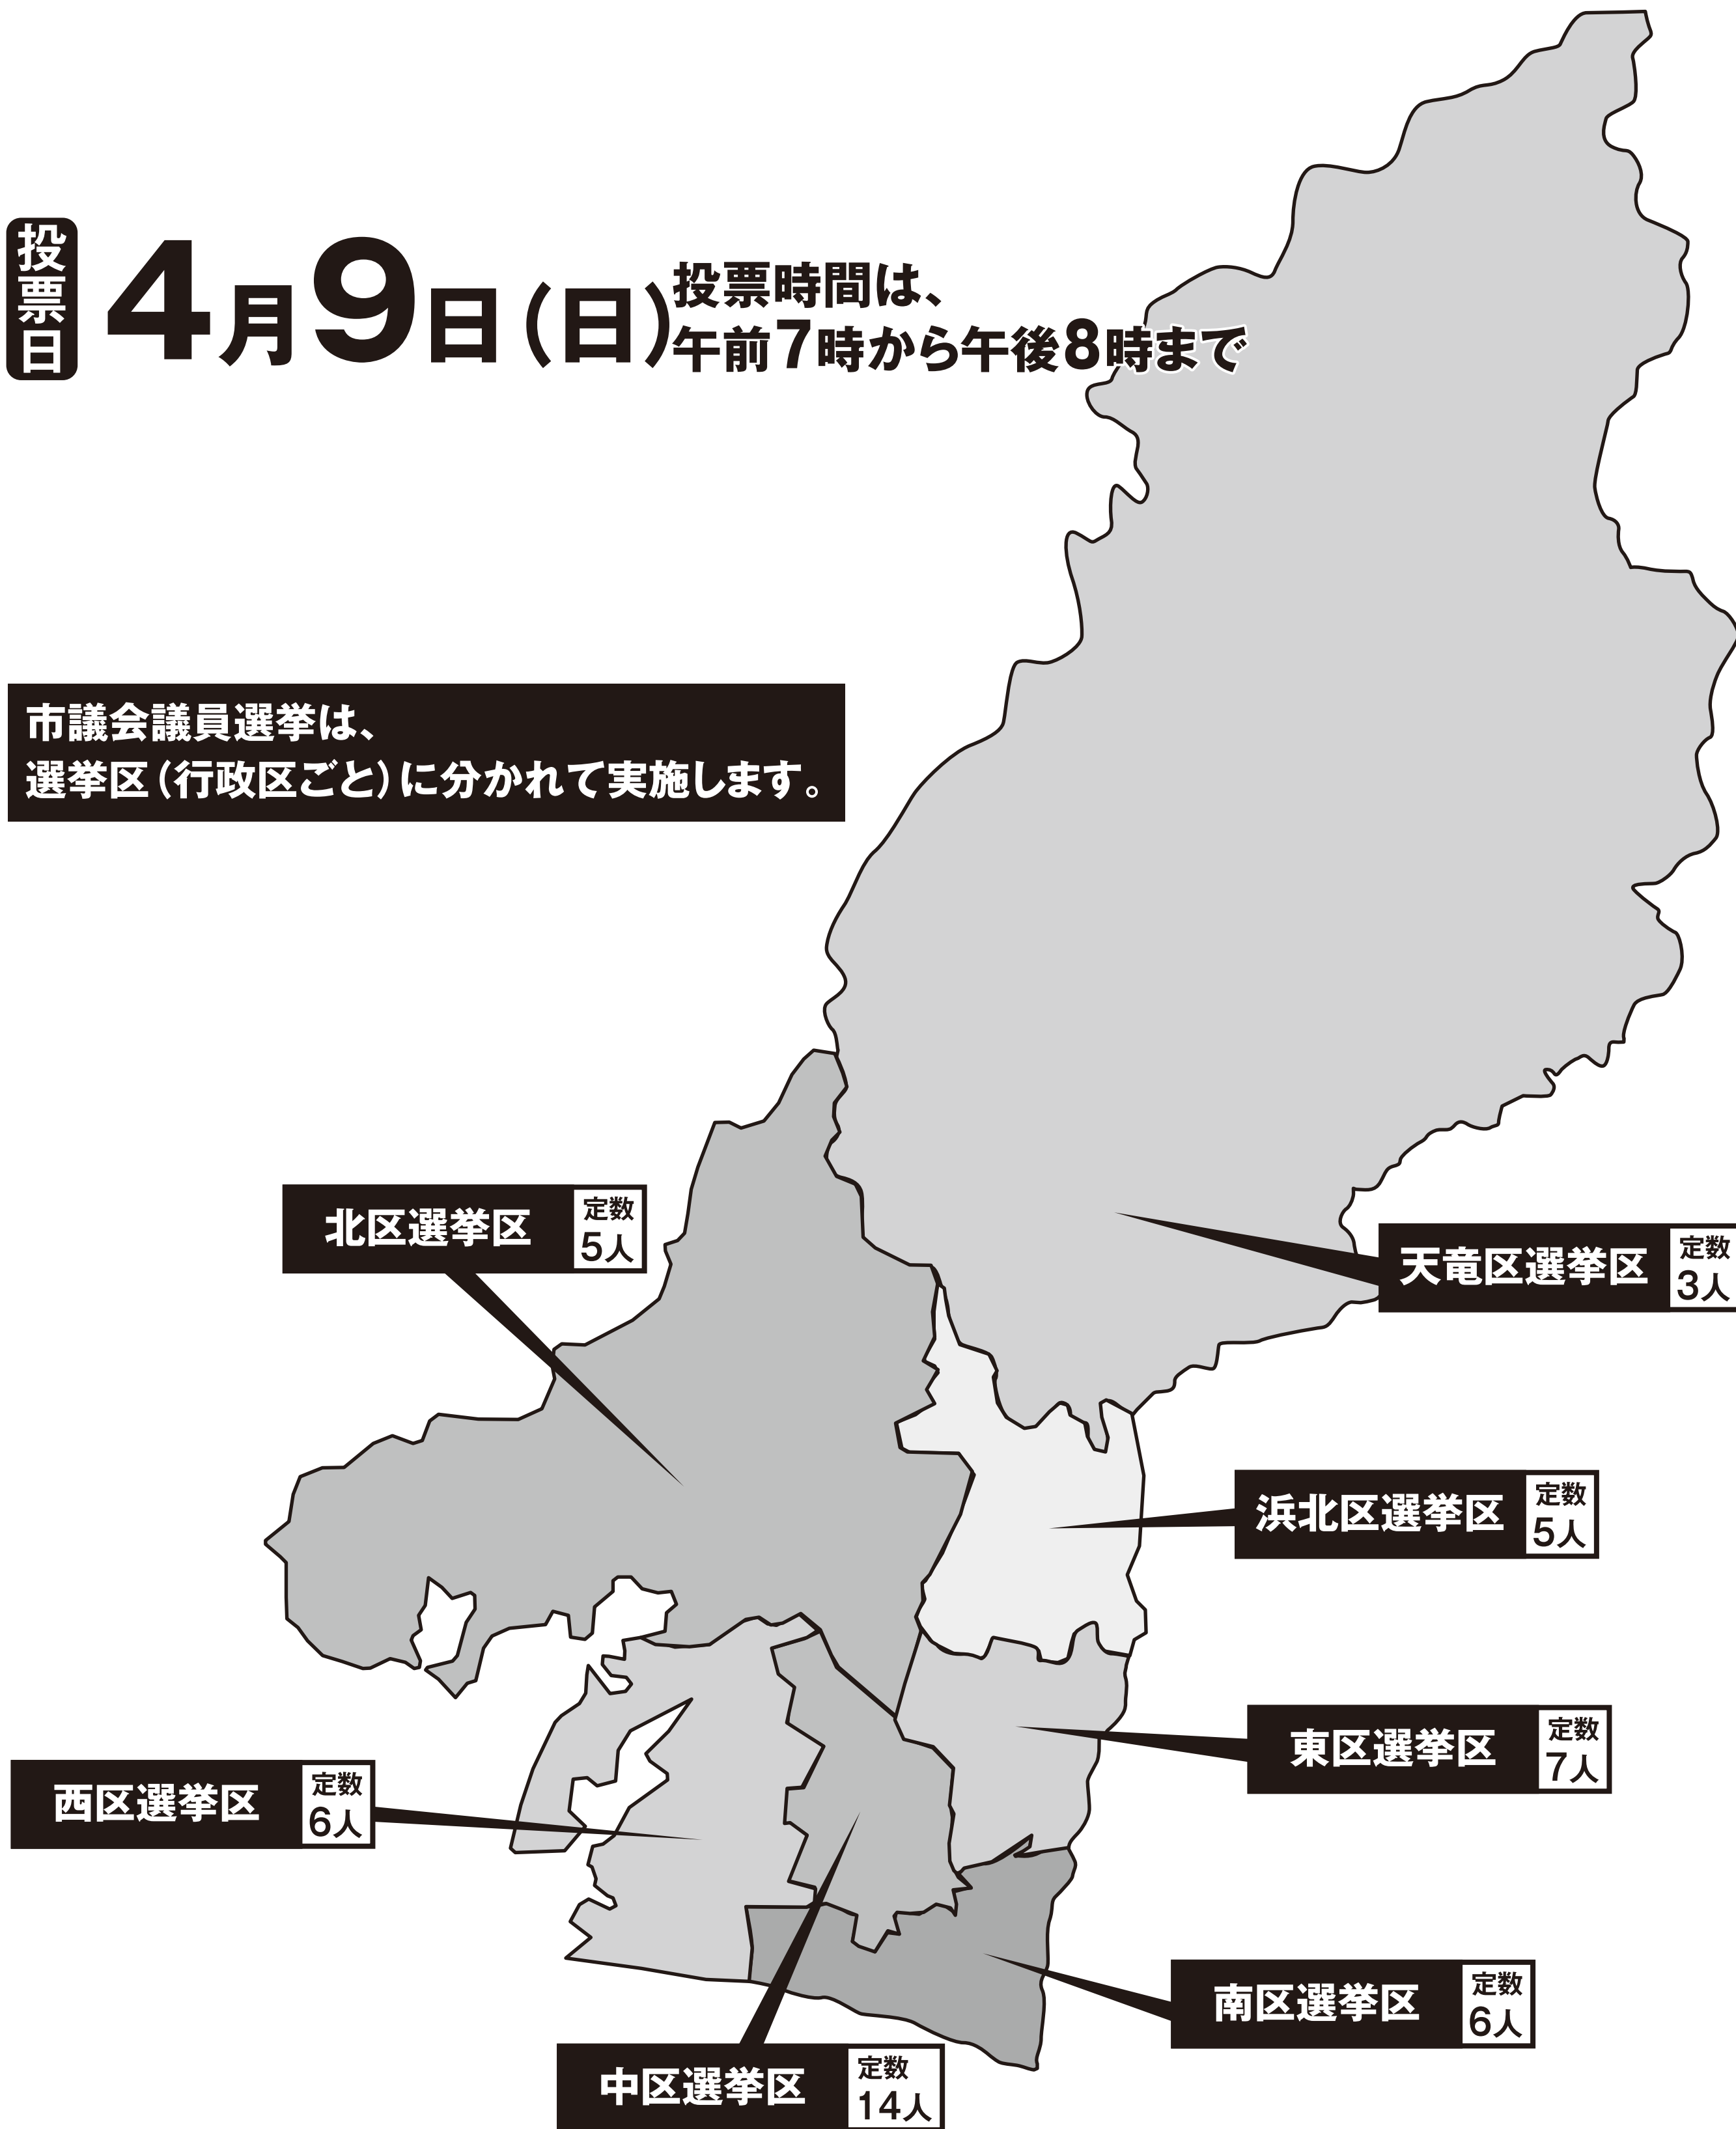 投票日
4月9日(日)
投票時間は、
午前7時から午後8時まで
市議会議員選挙は、
選挙区(行政区ごと)に分かれて実施します。
北区選挙区
定数
5人
天竜区選挙区
定数
3人
浜北区選挙区
定数
5人
東区選挙区
定数
7人
西区選挙区
定数
6人
南区選挙区
定数
6人
中区選挙区
定数
14人